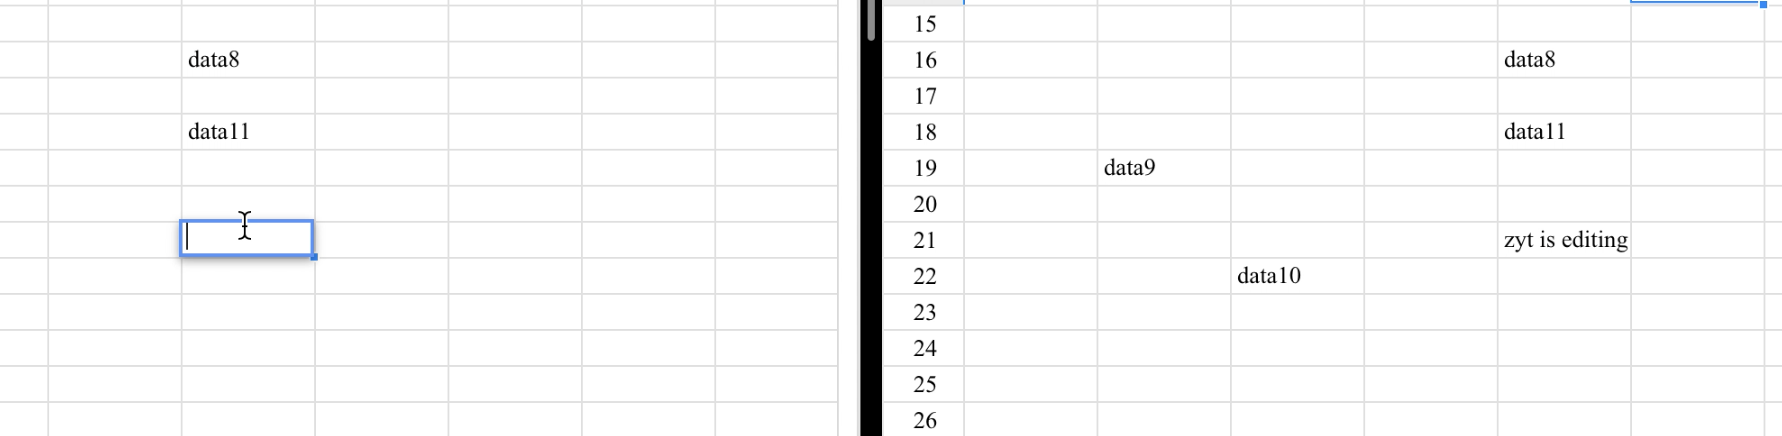 data8
data11
15
16 data8
17
18 data11
19 data9
20
21 zyt is editing
22 data10
23
24
25
26